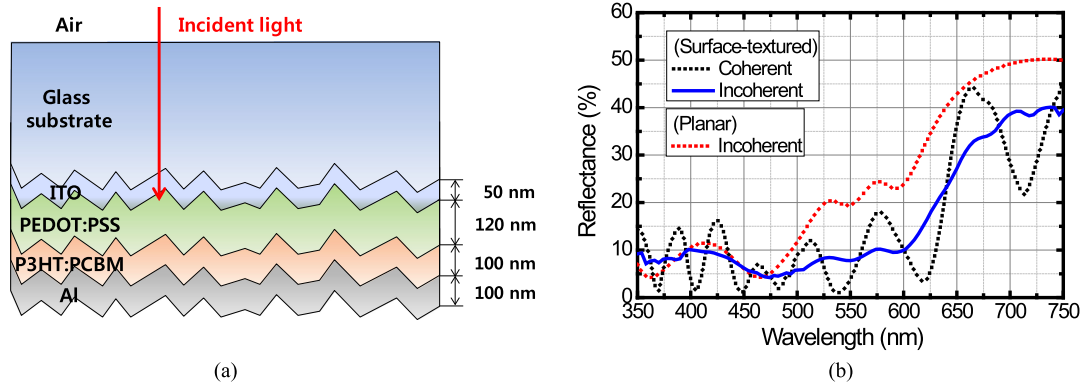 Air
Incident light
Glass
substrate
ITO
PEDOT:PSS
P3HT:PCBM
Al
50 nm
120 nm
100 nm
100 nm
(a)
Reflectance (%)
60
50
40
30
20
10
0
(Surface-textured)
Coherent
Incoherent
(Planar)
Incoherent
350 400 450 500 550 600 650 700 750
Wavelength (nm)
(b)